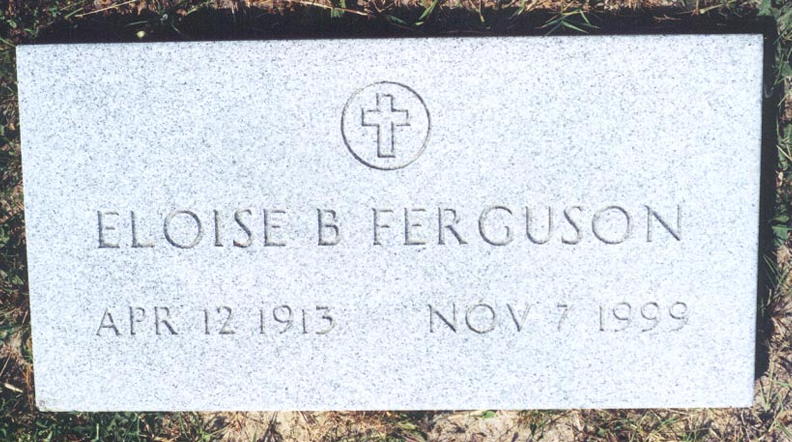 ELOISE B FERGUSON
APR 12 1913 NOV 7 1999